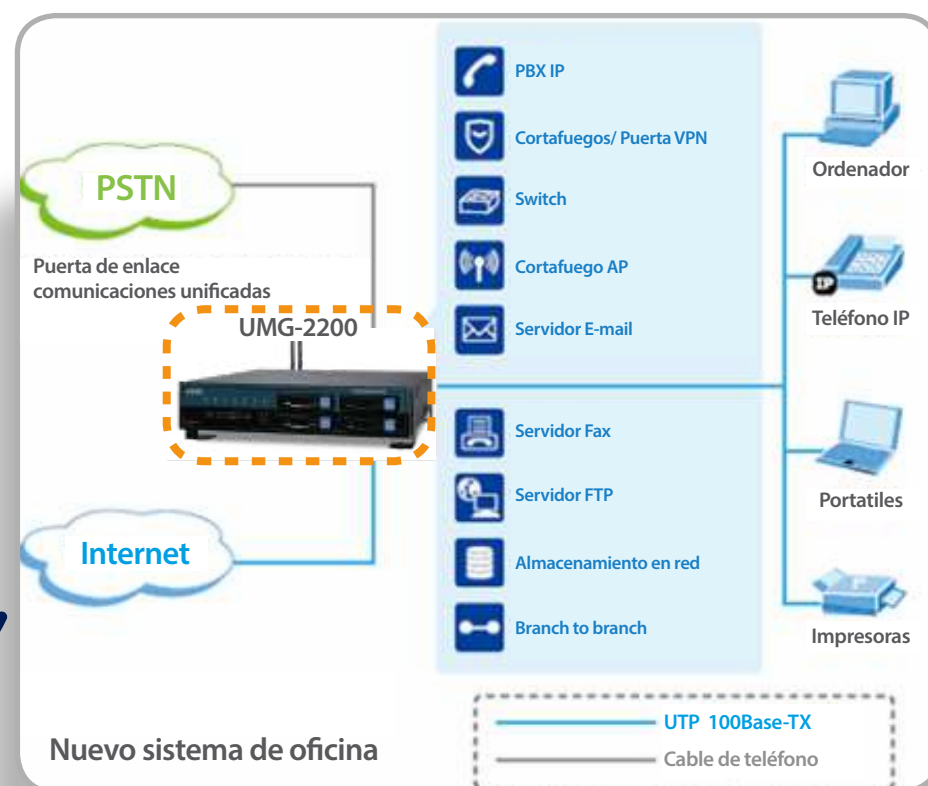 PSTN
Puerta de enlace
comunicaciones unificadas
UMG-2200
Internet
PBX IP
Cortafuegos/ Puerta VPN
Switch
Cortafuego AP
Servidor E-mail
Servidor Fax
Servidor FTP
Almacenamiento en red
Branch to branch
Ordenador
IP
Teléfono IP
Portatiles
Impresoras
UTP 100Base-TX
Cable de teléfono
Nuevo sistema de oficina